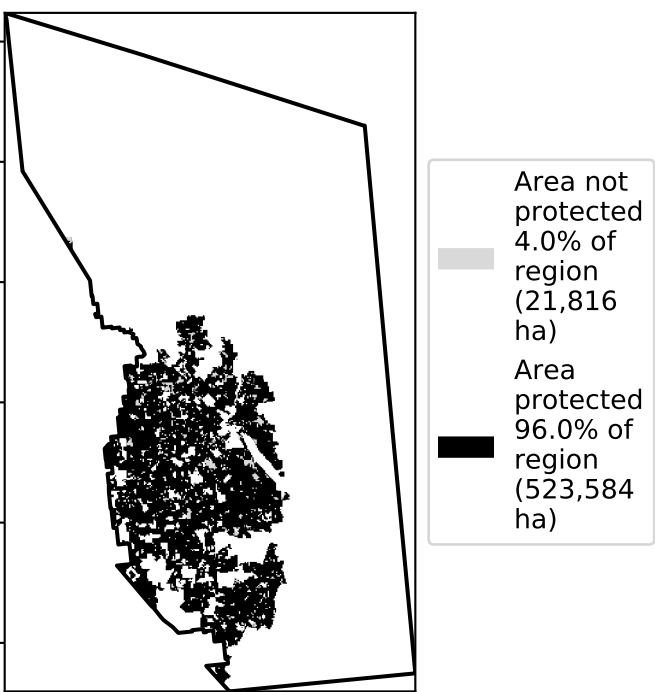 Area not
protected
4.0% of
region
(21,816
ha)
Area
protected
96.0% of
region
(523,584
ha)